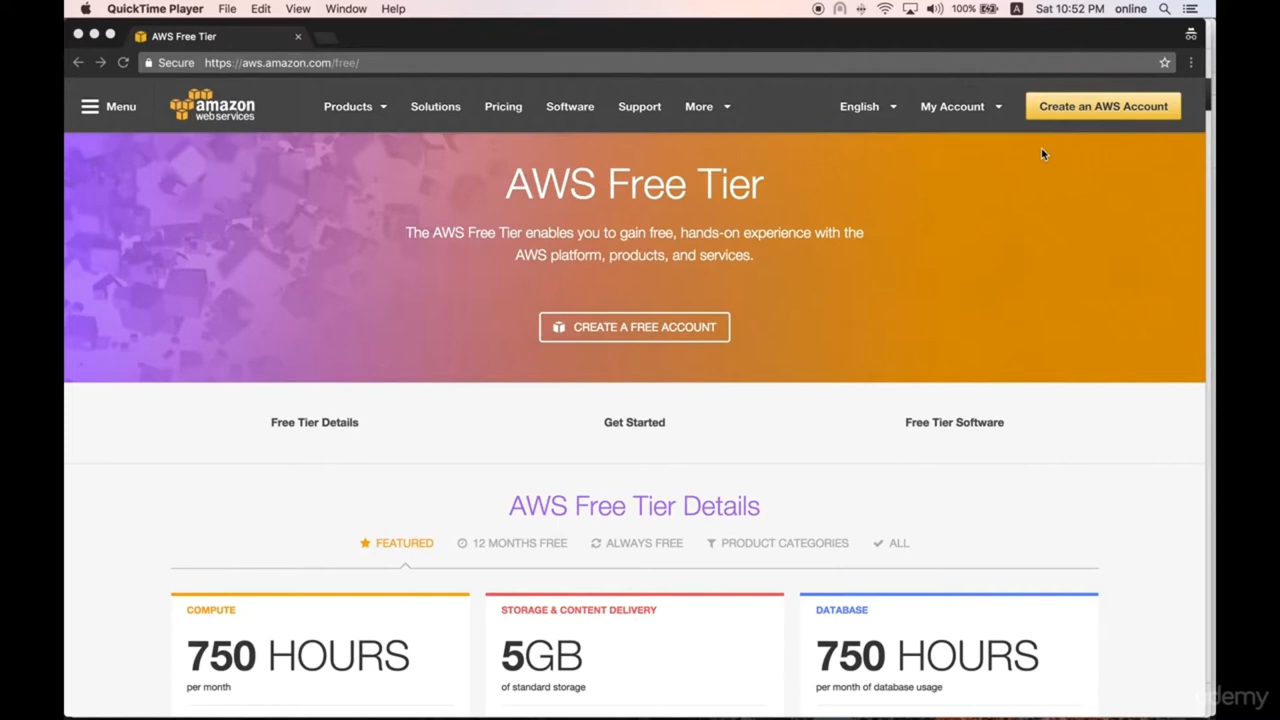 QuickTime Player File Edit View Window Help 100% A Sat 10:52 PM online
AWS Free Tier
Secure https://aws.amazon.com/free/
Menu amazon web services Products Solutions Pricing Software Support More English My Account Create an AWS Account
AWS Free Tier
The AWS Free Tier enables you to gain free, hands-on experience with the
AWS platform, products, and services.
CREATE A FREE ACCOUNT
Free Tier Details Get Started Free Tier Software
AWS Free Tier Details
FEATURED 12 MONTHS FREE ALWAYS FREE PRODUCT CATEGORIES ALL
COMPUTE STORAGE & CONTENT DELIVERY DATABASE
750 HOURS 5GB 750 HOURS
per month of standard storage per month of database usage
udemy